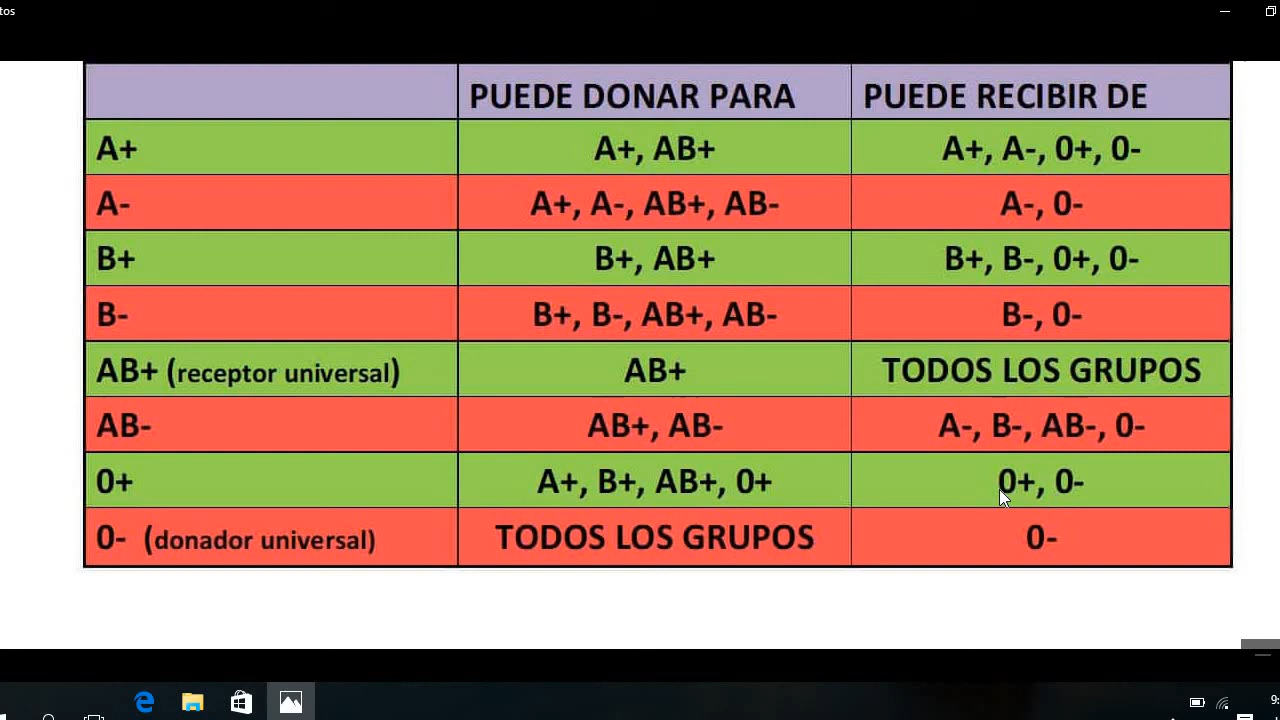 tos
PUEDE DONAR PARA PUEDE RECIBIR DE
A+ A+, AB+ A+, A-, 0+, 0-
A- A+, A-, AB+, AB- A-, 0-
B+ B+, AB+ B+, B-, 0+, 0-
B- B+, B-, AB+, AB- B-, 0-
AB+ (receptor universal) AB+ TODOS LOS GRUPOS
AB- AB+, AB- A-, B-, AB-, 0-
0+ A+, B+, AB+, 0+ 0+, 0-
0- (donador universal) TODOS LOS GRUPOS 0-
9: